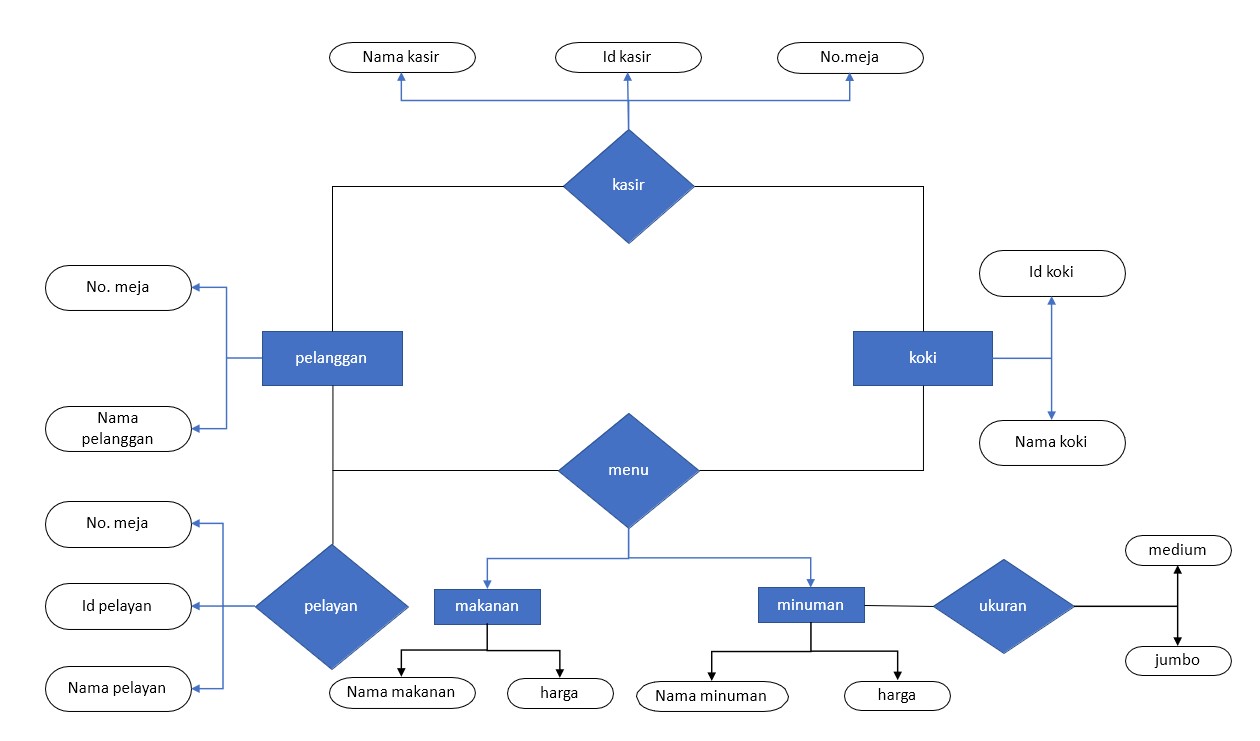 Nama kasir
Id kasir
No.meja
kasir
Id koki
No. meja
pelanggan
koki
Nama
pelanggan
Nama koki
menu
No. meja
medium
Id pelayan
pelayan
makanan
minuman
ukuran
jumbo
Nama pelayan
Nama makanan
harga
Nama minuman
harga